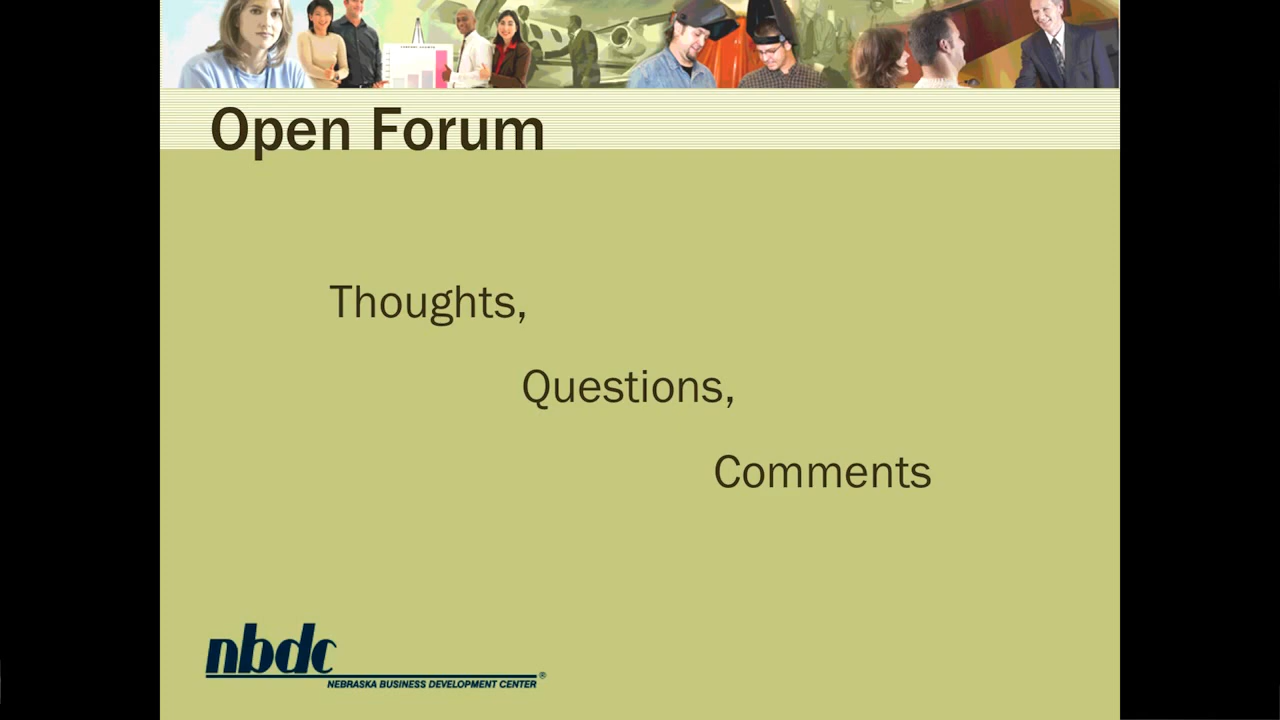 Open Forum
Thoughts,
Questions,
Comments
nbdc
NEBRASKA BUSINESS DEVELOPMENT CENTER ®